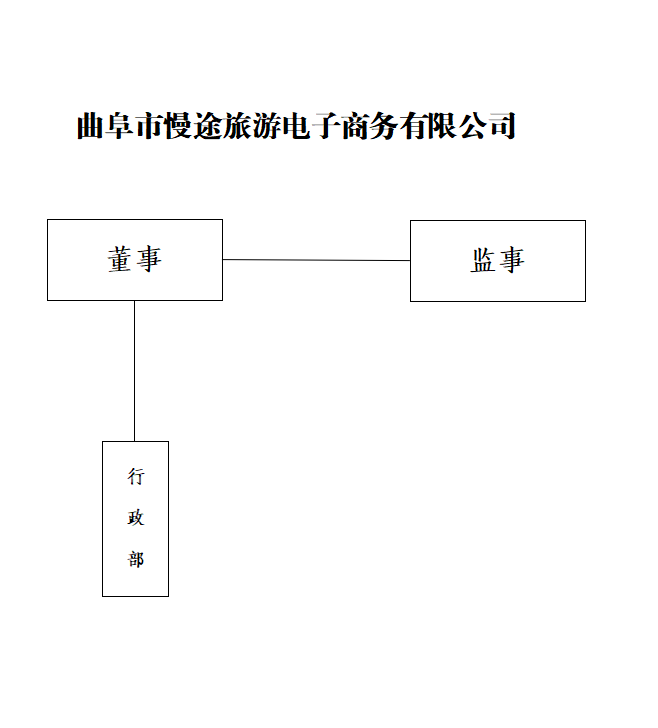 曲阜市慢途旅游电子商务有限公司
董事
监事
行
政
部